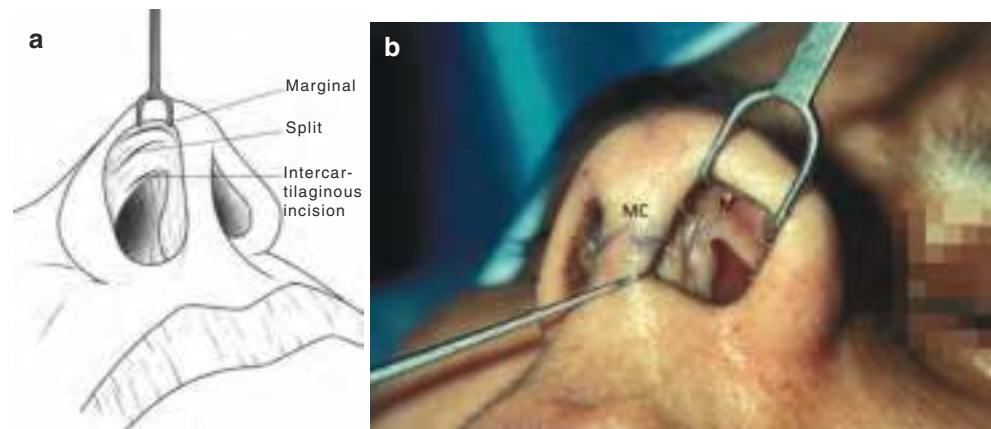 a
Marginal
Split
Intercar-
tilaginous
incision
b
MC